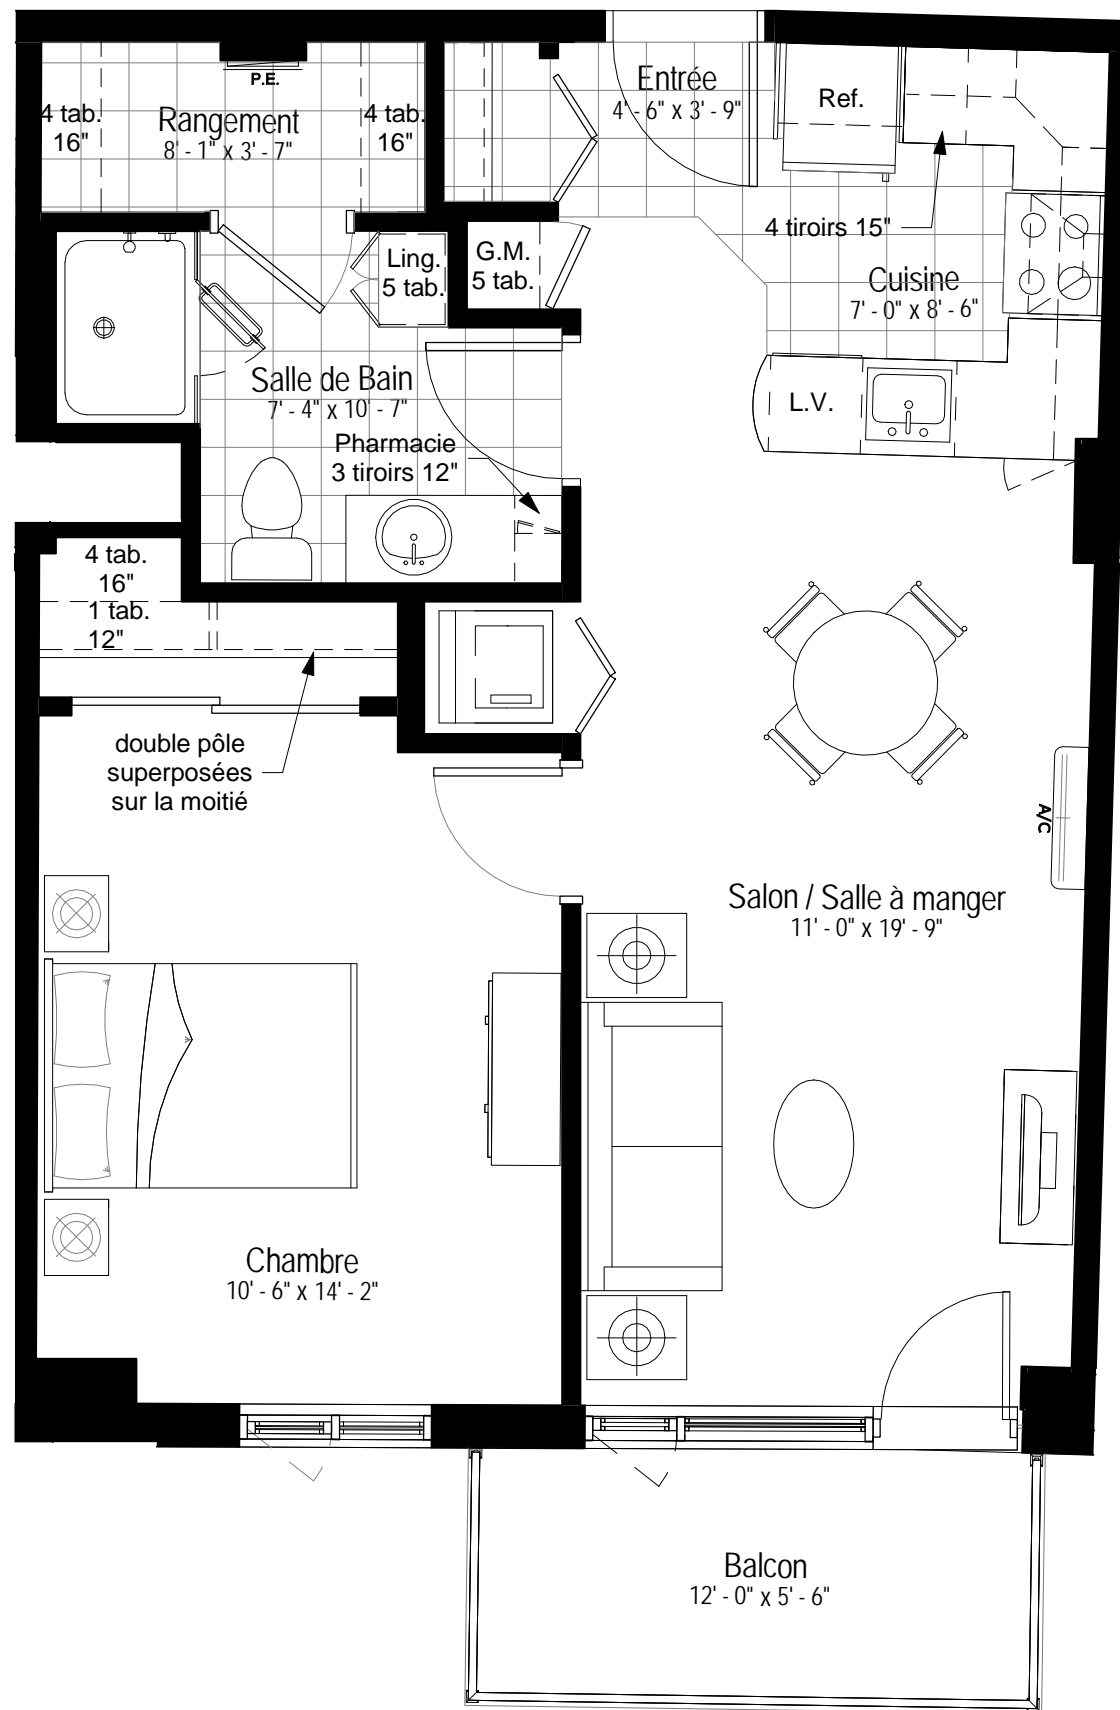 P.E.
Entrée
4' - 6" x 3' - 9"
Ref.
4 tab.
16"
Rangement
8' - 1" x 3' - 7"
4 tab.
16"
4 tiroirs 15"
Ling.
5 tab.
G.M.
5 tab.
Cuisine
7' - 0" x 8' - 6"
Salle de Bain
7' - 4" x 10' - 7"
L.V.
Pharmacie
3 tiroirs 12"
4 tab.
16"
1 tab.
12"
double pôle
superposées
sur la moitié
A/C
Salon / Salle à manger
11' - 0" x 19' - 9"
Chambre
10' - 6" x 14' - 2"
Balcon
12' - 0" x 5' - 6"